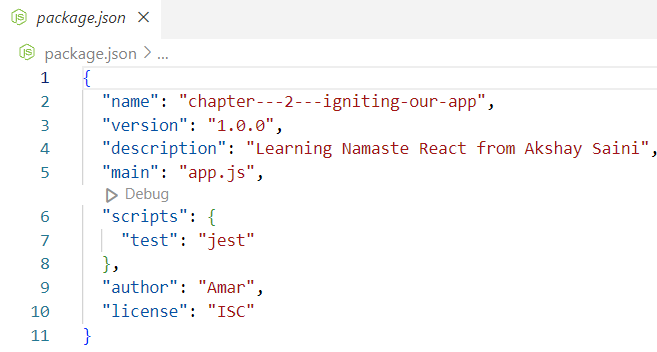 package.json
package.json > ...
1 {
2 "name": "chapter---2---igniting-our-app",
3 "version": "1.0.0",
4 "description": "Learning Namaste React from Akshay Saini",
5 "main": "app.js",
Debug
6 "scripts": {
7 "test": "jest"
8 },
9 "author": "Amar",
10 "license": "ISC"
11 }